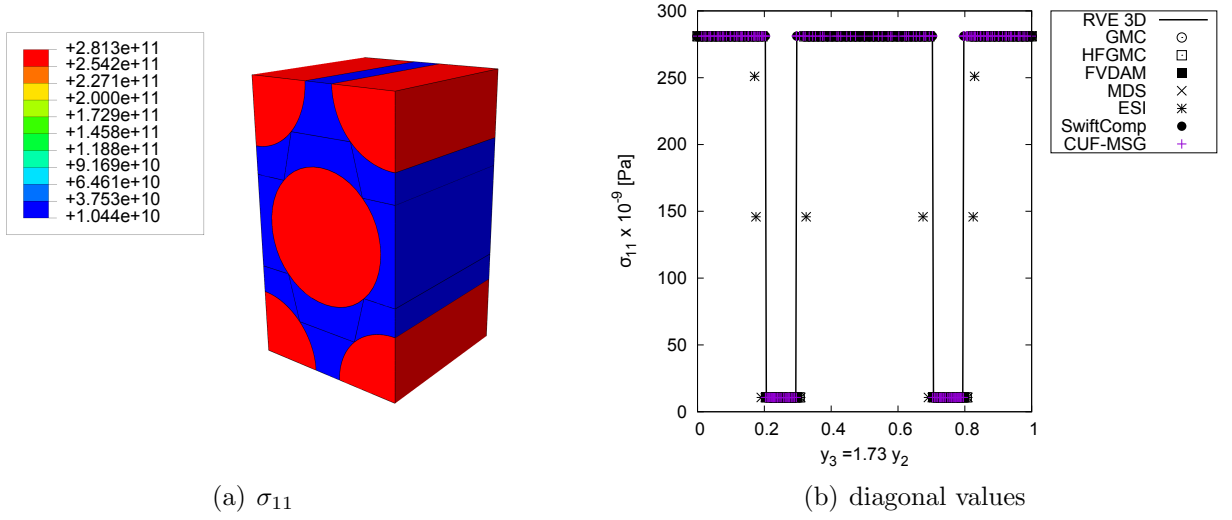 +2.813e+11
+2.542e+11
+2.271e+11
+2.000e+11
+1.729e+11
+1.458e+11
+1.188e+11
+9.169e+10
+6.461e+10
+3.753e+10
+1.044e+10
(a) σ11
300
250
200
150
100
50
0
σ11 x 10-9 [Pa]
0 0.2 0.4 0.6 0.8 1
y3 =1.73 y2
RVE 3D
GMC
HFGMC
FVDAM
MDS
ESI
SwiftComp
CUF-MSG
(b) diagonal values